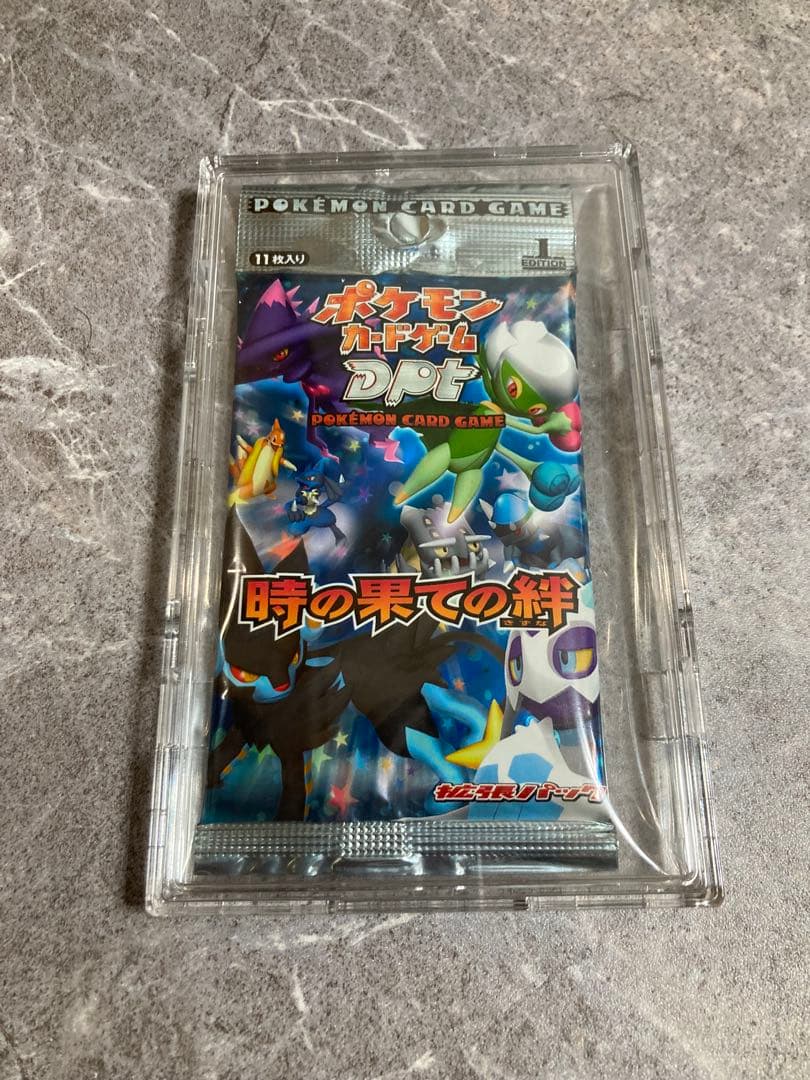 POKÉMON CARD GAME
11枚入り
1
EDITION
ポケモン
カードゲーム
DPt
POKÉMON CARD GAME
時の果ての絆
きずな
拡張パック